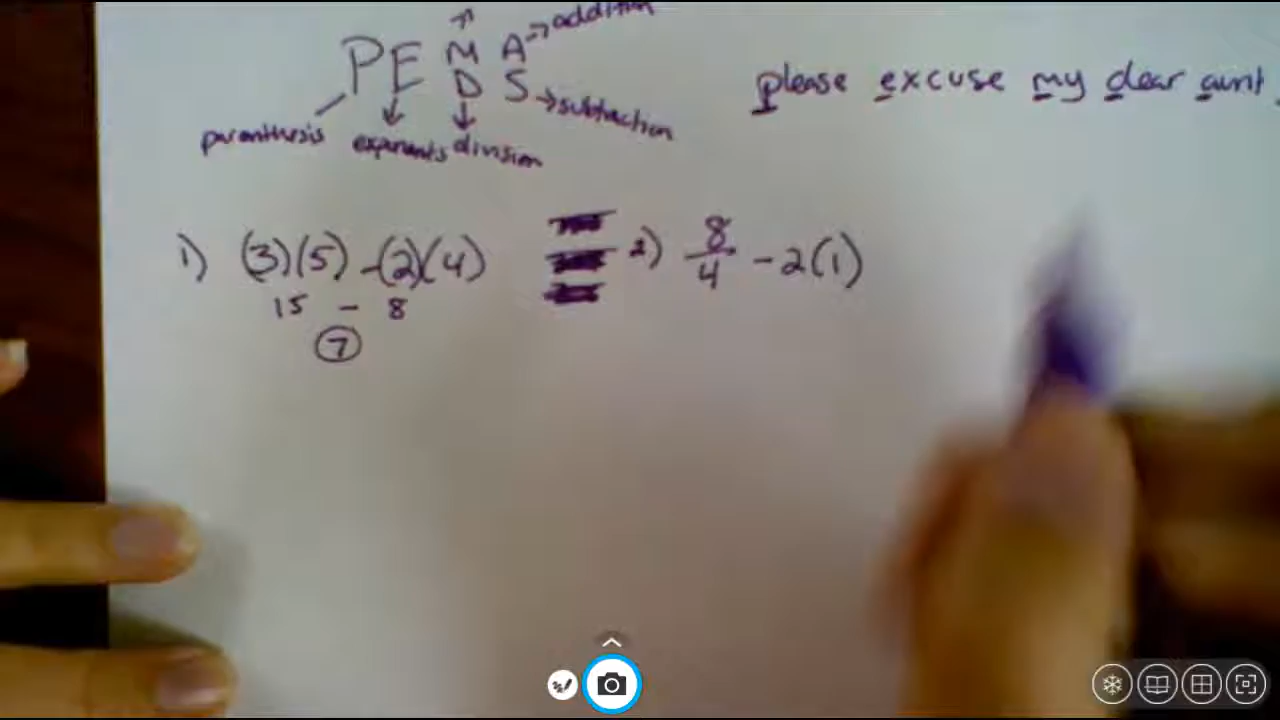 PE M A → addition
D S → subtraction
paranthesis exponents division
please excuse my dear aunt
1) (3)(5) - (2)(4)
15 - 8
7
2) 8/4 - 2(1)